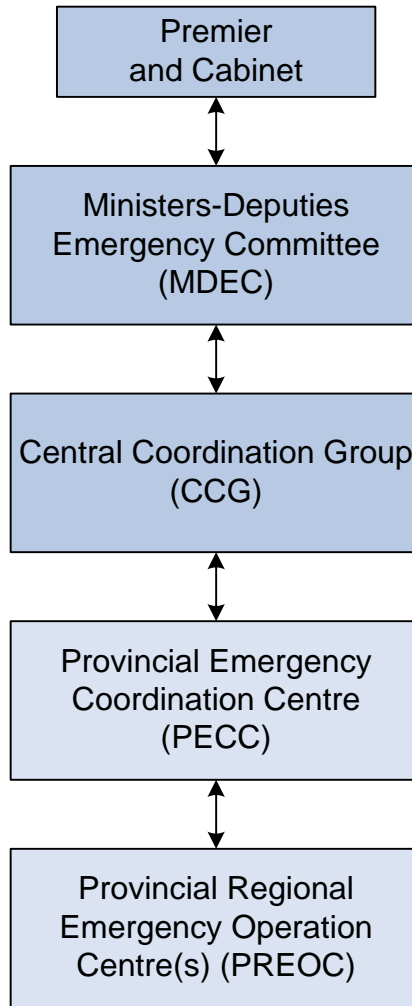 Premier
and Cabinet
Ministers-Deputies
Emergency Committee
(MDEC)
Central Coordination Group
(CCG)
Provincial Emergency
Coordination Centre
(PECC)
Provincial Regional
Emergency Operation
Centre(s) (PREOC)